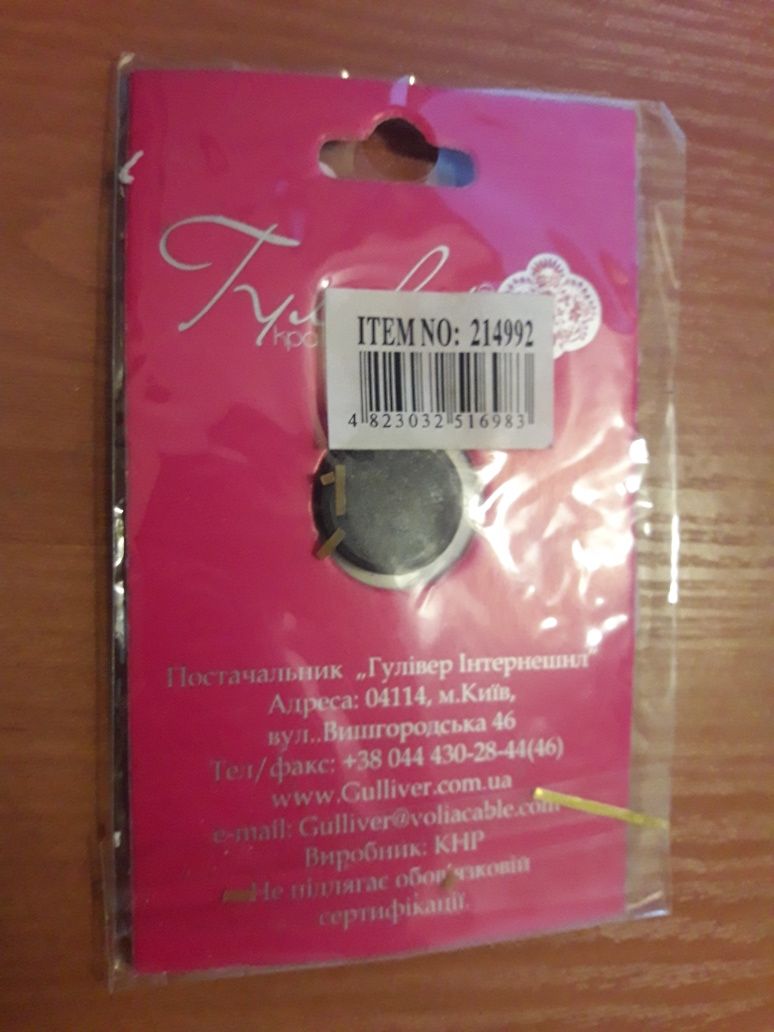 ITEM NO: 214992
4 823032 516983
Постачальник „Гулівер Інтернешнл"
Адреса: 04114, м.Київ,
вул..Вишгородська 46
Тел/факс: +38 044 430-28-44(46)
www.Gulliver.com.ua
e-mail: Gulliver@voliacable.com
Виробник: КНР
Не підлягає обов'язковій
сертифікації.